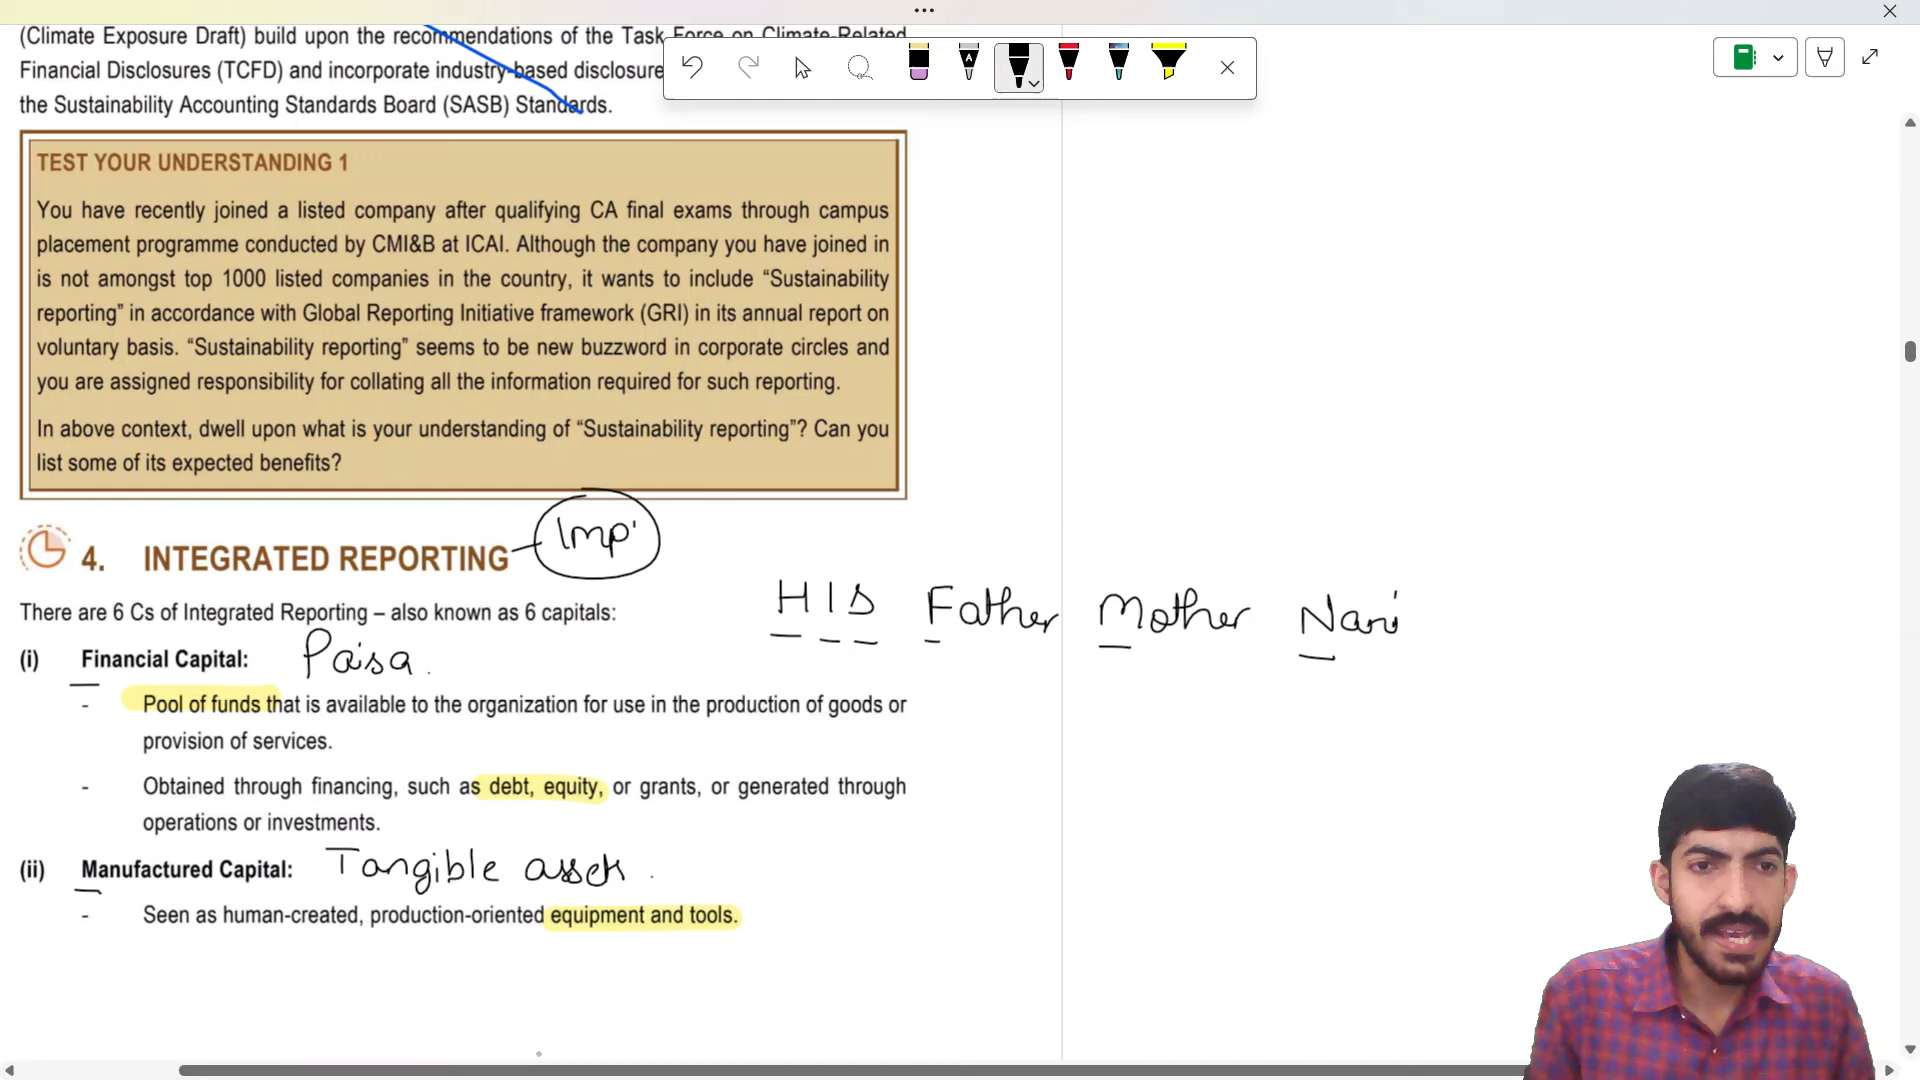 (Climate Exposure Draft) build upon the recommendations of the Task Force on Climate-Related
Financial Disclosures (TCFD) and incorporate industry-based disclosure
the Sustainability Accounting Standards Board (SASB) Standards.
TEST YOUR UNDERSTANDING 1
You have recently joined a listed company after qualifying CA final exams through campus
placement programme conducted by CMI&B at ICAI. Although the company you have joined in
is not amongst top 1000 listed companies in the country, it wants to include “Sustainability
reporting” in accordance with Global Reporting Initiative framework (GRI) in its annual report on
voluntary basis. “Sustainability reporting” seems to be new buzzword in corporate circles and
you are assigned responsibility for collating all the information required for such reporting.
In above context, dwell upon what is your understanding of “Sustainability reporting”? Can you
list some of its expected benefits?
4. INTEGRATED REPORTING Imp
HIS Father Mother Nani
There are 6 Cs of Integrated Reporting – also known as 6 capitals:
(i) Financial Capital: Paisa.
- Pool of funds that is available to the organization for use in the production of goods or
provision of services.
- Obtained through financing, such as debt, equity, or grants, or generated through
operations or investments.
(ii) Manufactured Capital: Tangible assets.
- Seen as human-created, production-oriented equipment and tools.